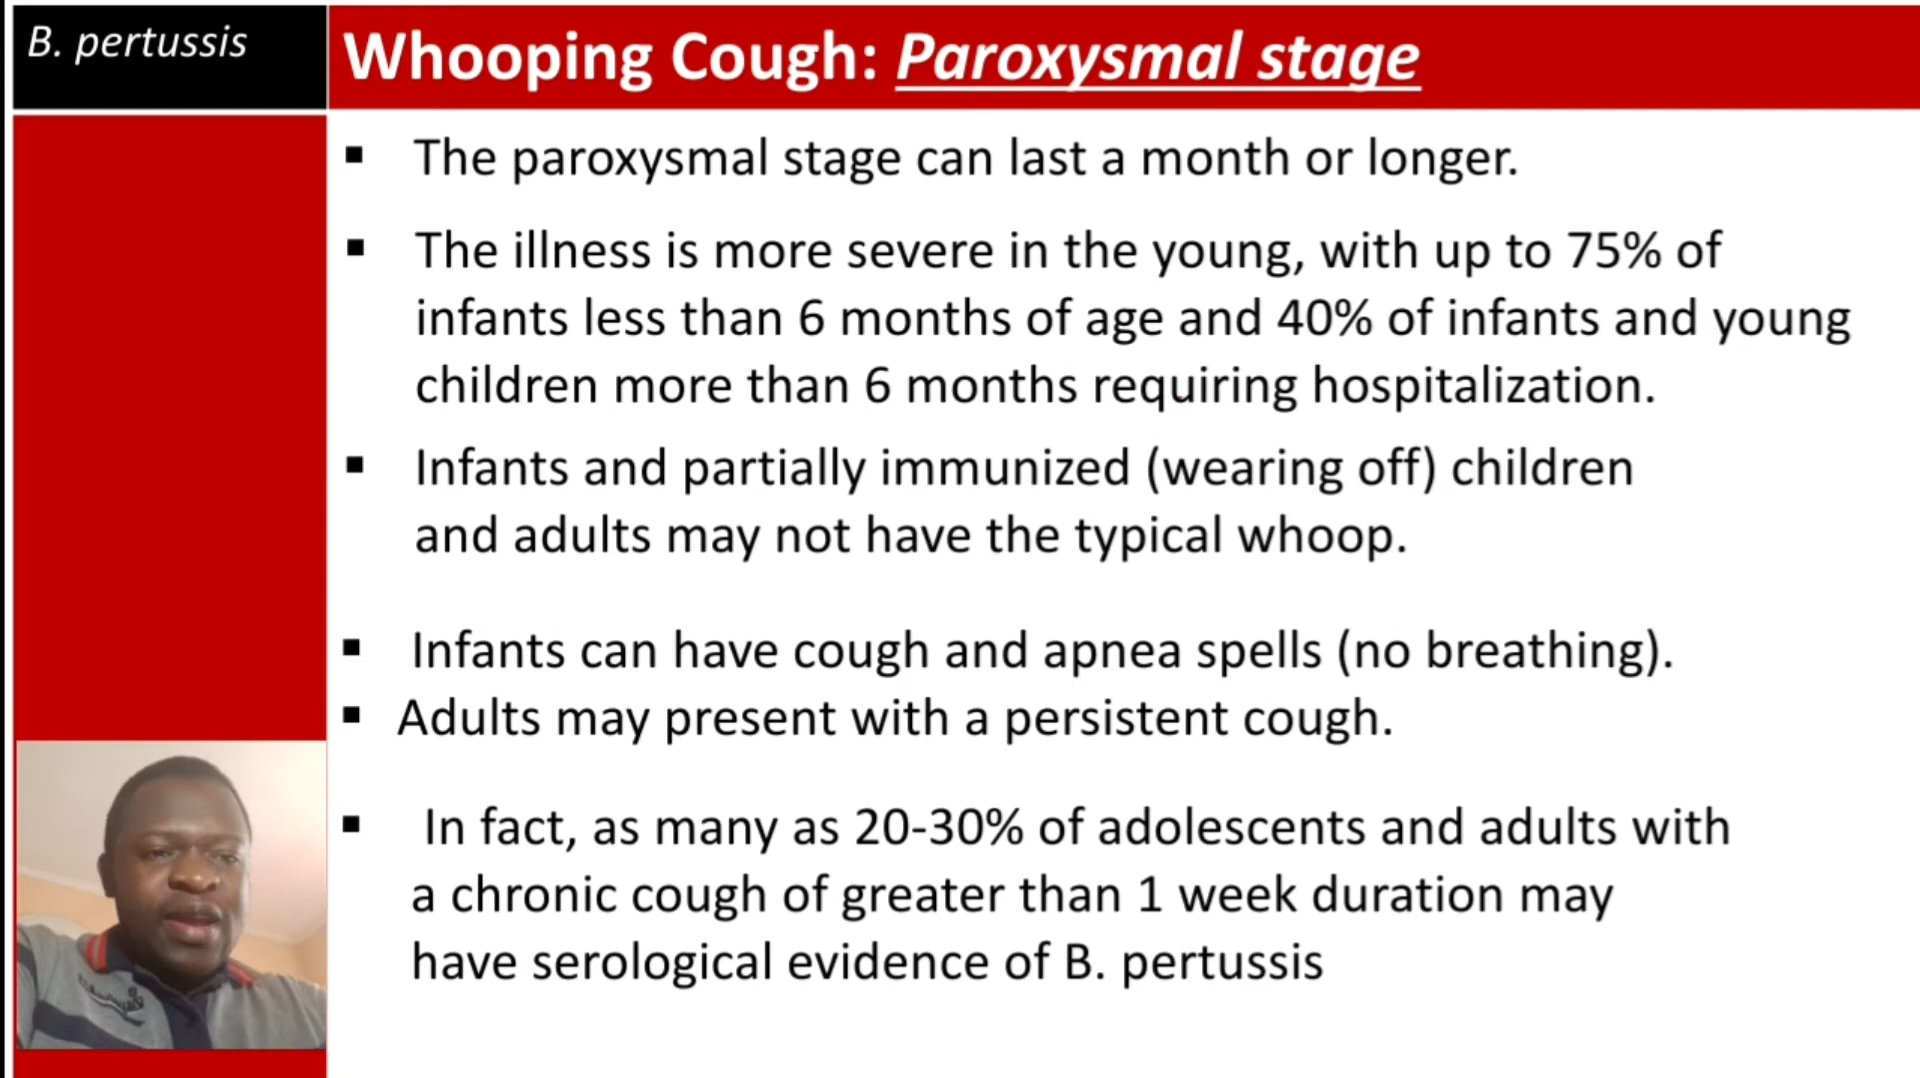 B. pertussis
Whooping Cough: Paroxysmal stage
▪ The paroxysmal stage can last a month or longer.
▪ The illness is more severe in the young, with up to 75% of
infants less than 6 months of age and 40% of infants and young
children more than 6 months requiring hospitalization.
▪ Infants and partially immunized (wearing off) children
and adults may not have the typical whoop.
▪ Infants can have cough and apnea spells (no breathing).
▪ Adults may present with a persistent cough.
▪ In fact, as many as 20-30% of adolescents and adults with
a chronic cough of greater than 1 week duration may
have serological evidence of B. pertussis